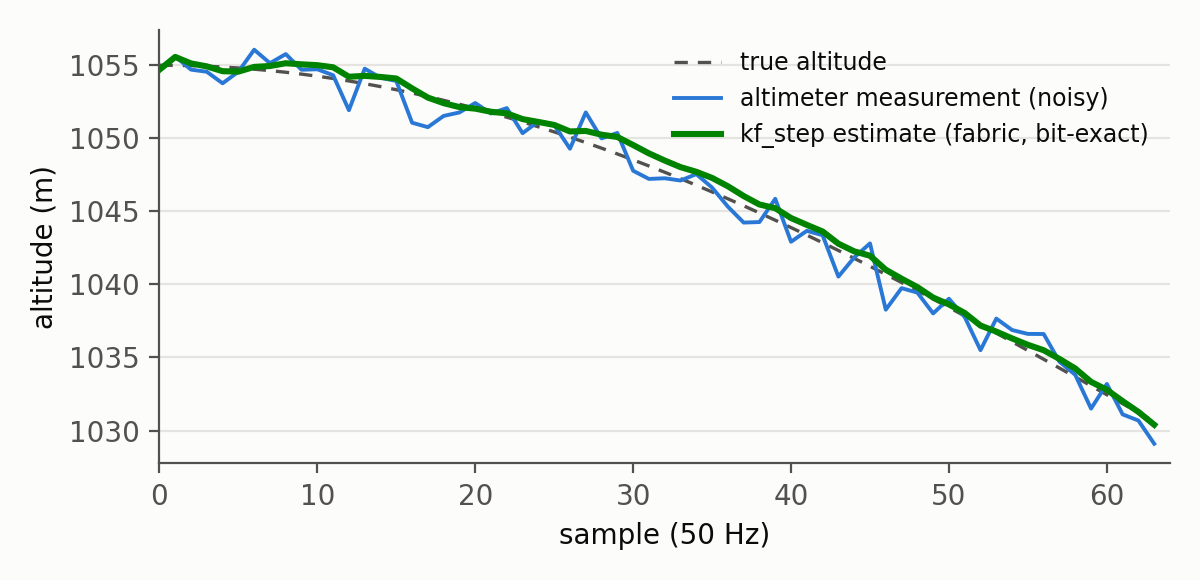 true altitude
altimeter measurement (noisy)
kf_step estimate (fabric, bit-exact)
altitude (m)
1055
1050
1045
1040
1035
1030
0 10 20 30 40 50 60
sample (50 Hz)